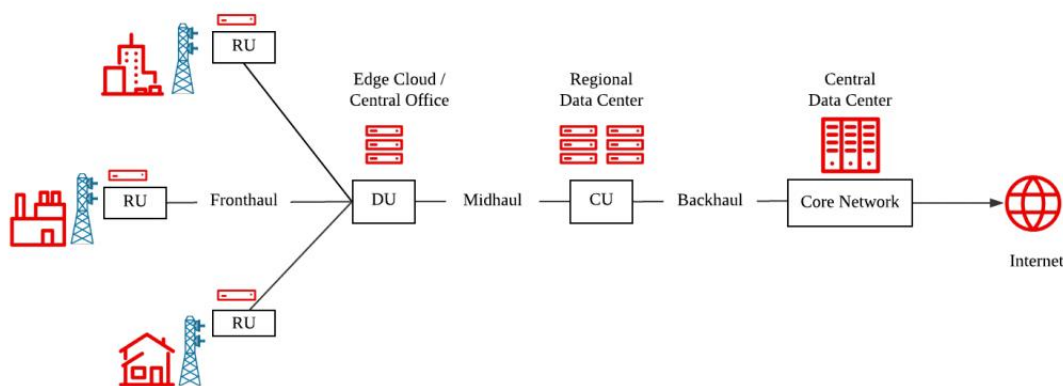 RU
Edge Cloud /
Central Office
Regional
Data Center
Central
Data Center
RU
Fronthaul
DU
Midhaul
CU
Backhaul
Core Network
Internet
RU